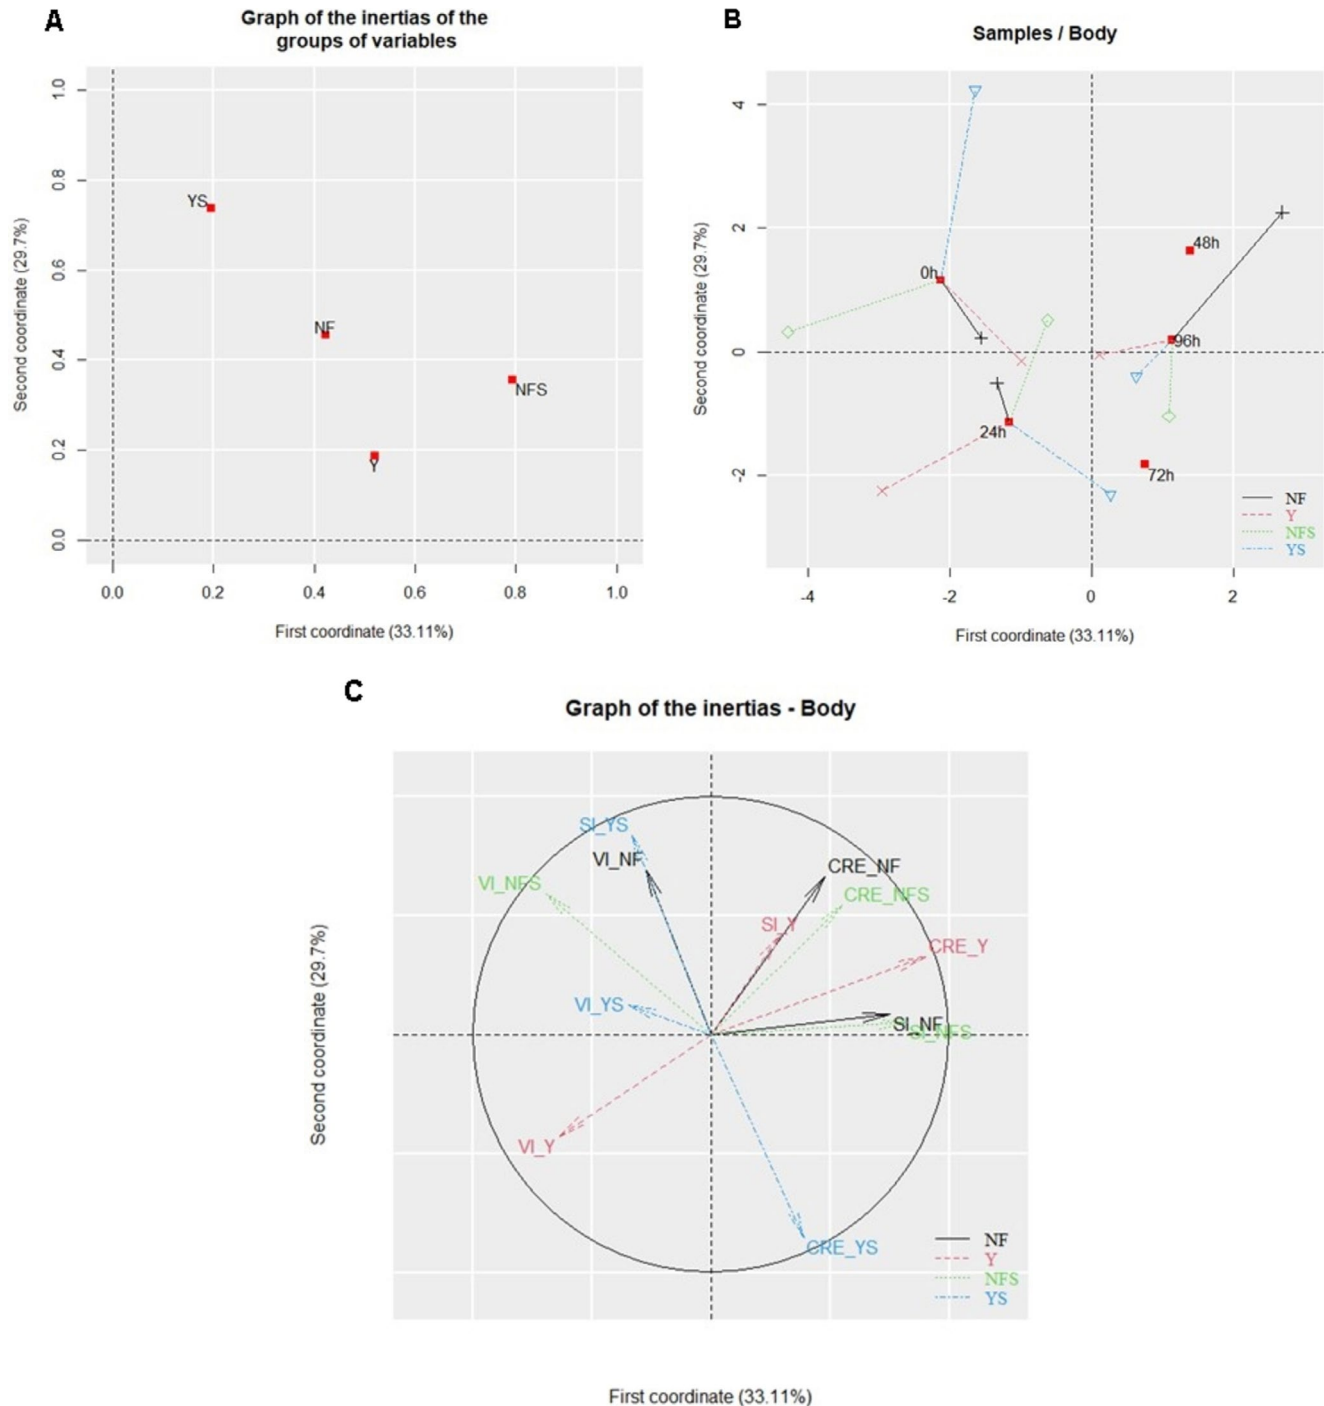 A
Graph of the inertias of the
groups of variables
Second coordinate (29.7%)
1.0
0.8
0.6
0.4
0.2
0.0
YS
NF
NFS
Y
0.0 0.2 0.4 0.6 0.8 1.0
First coordinate (33.11%)
B
Samples / Body
Second coordinate (29.7%)
4
2
0
-2
48h
0h
96h
24h
72h
NF
Y
NFS
YS
-4 -2 0 2
First coordinate (33.11%)
C
Graph of the inertias - Body
Second coordinate (29.7%)
SI_YS
VI_NF
CRE_NF
VI_NFS
CRE_NFS
SI_Y
CRE_Y
VI_YS
SI_NF
SI_NFS
VI_Y
CRE_YS
NF
Y
NFS
YS
First coordinate (33.11%)